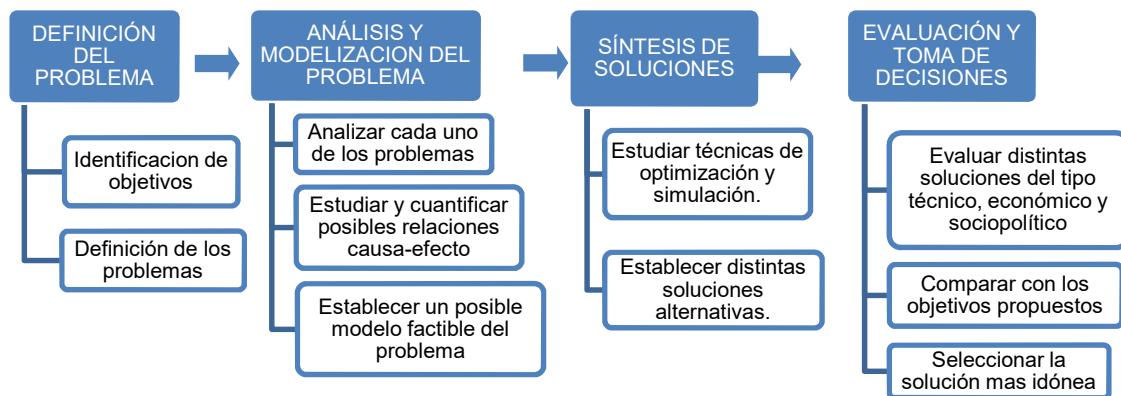 DEFINICIÓN
DEL
PROBLEMA
Identificacion de
objetivos
Definición de los
problemas
ANÁLISIS Y
MODELIZACION DEL
PROBLEMA
Analizar cada uno
de los problemas
Estudiar y cuantificar
posibles relaciones
causa-efecto
Establecer un posible
modelo factible del
problema
SÍNTESIS DE
SOLUCIONES
Estudiar técnicas de
optimización y
simulación.
Establecer distintas
soluciones
alternativas.
EVALUACIÓN Y
TOMA DE
DECISIONES
Evaluar distintas
soluciones del tipo
técnico, económico y
sociopolítico
Comparar con los
objetivos propuestos
Seleccionar la
solución mas idónea